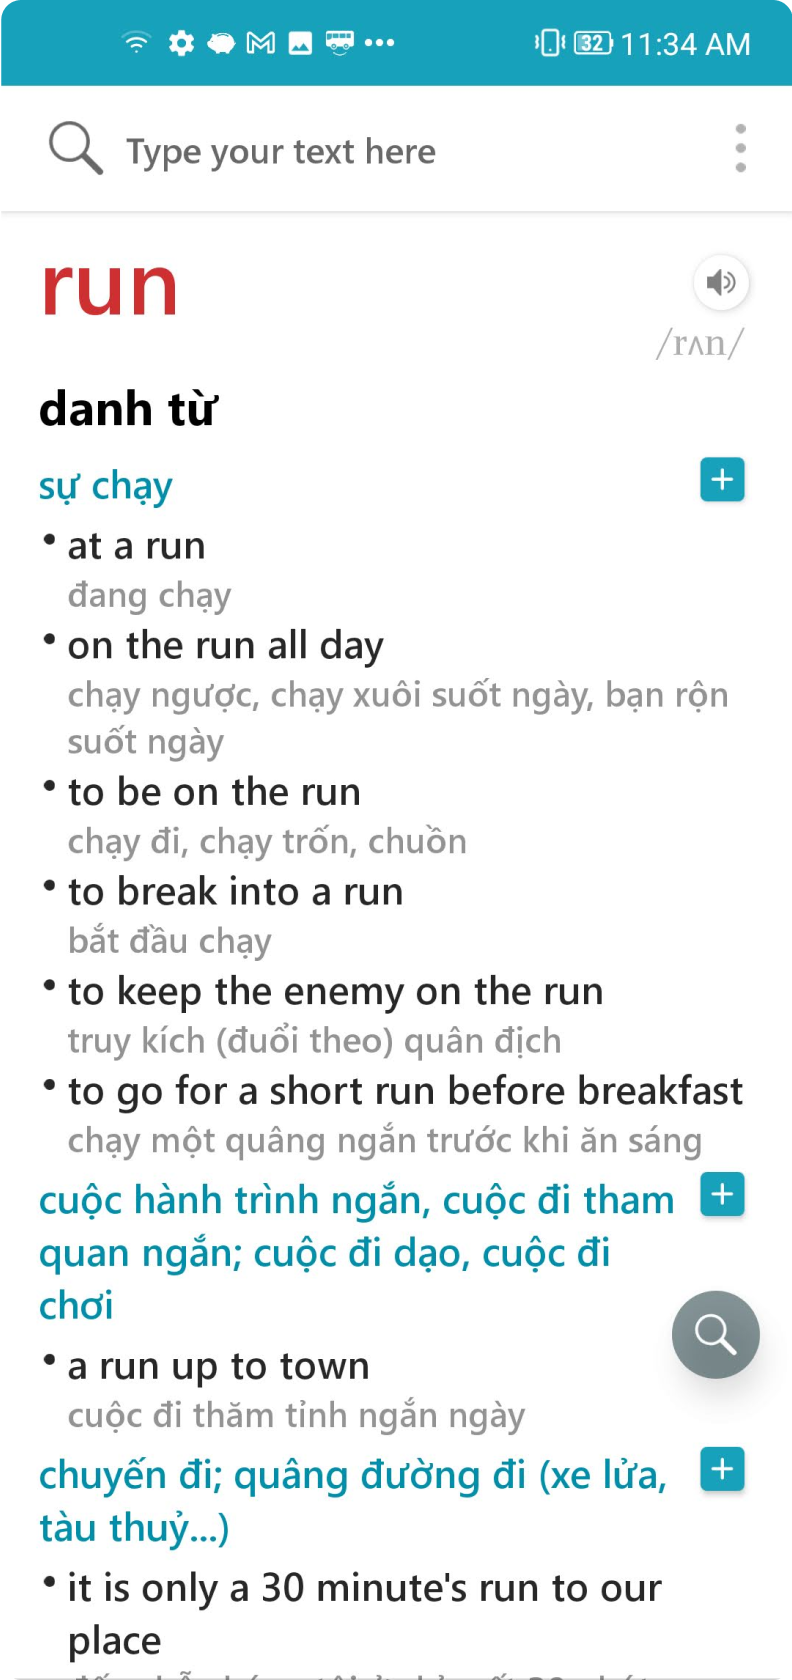 32 11:34 AM
Type your text here
run
/rʌn/
danh từ
sự chạy
• at a run
đang chạy
• on the run all day
chạy ngược, chạy xuôi suốt ngày, bạn rộn
suốt ngày
• to be on the run
chạy đi, chạy trốn, chuồn
• to break into a run
bắt đầu chạy
• to keep the enemy on the run
truy kích (đuổi theo) quân địch
• to go for a short run before breakfast
chạy một quâng ngắn trước khi ăn sáng
cuộc hành trình ngắn, cuộc đi tham
quan ngắn; cuộc đi dạo, cuộc đi
chơi
• a run up to town
cuộc đi thăm tỉnh ngắn ngày
chuyến đi; quâng đường đi (xe lửa,
tàu thuỷ...)
• it is only a 30 minute's run to our
place